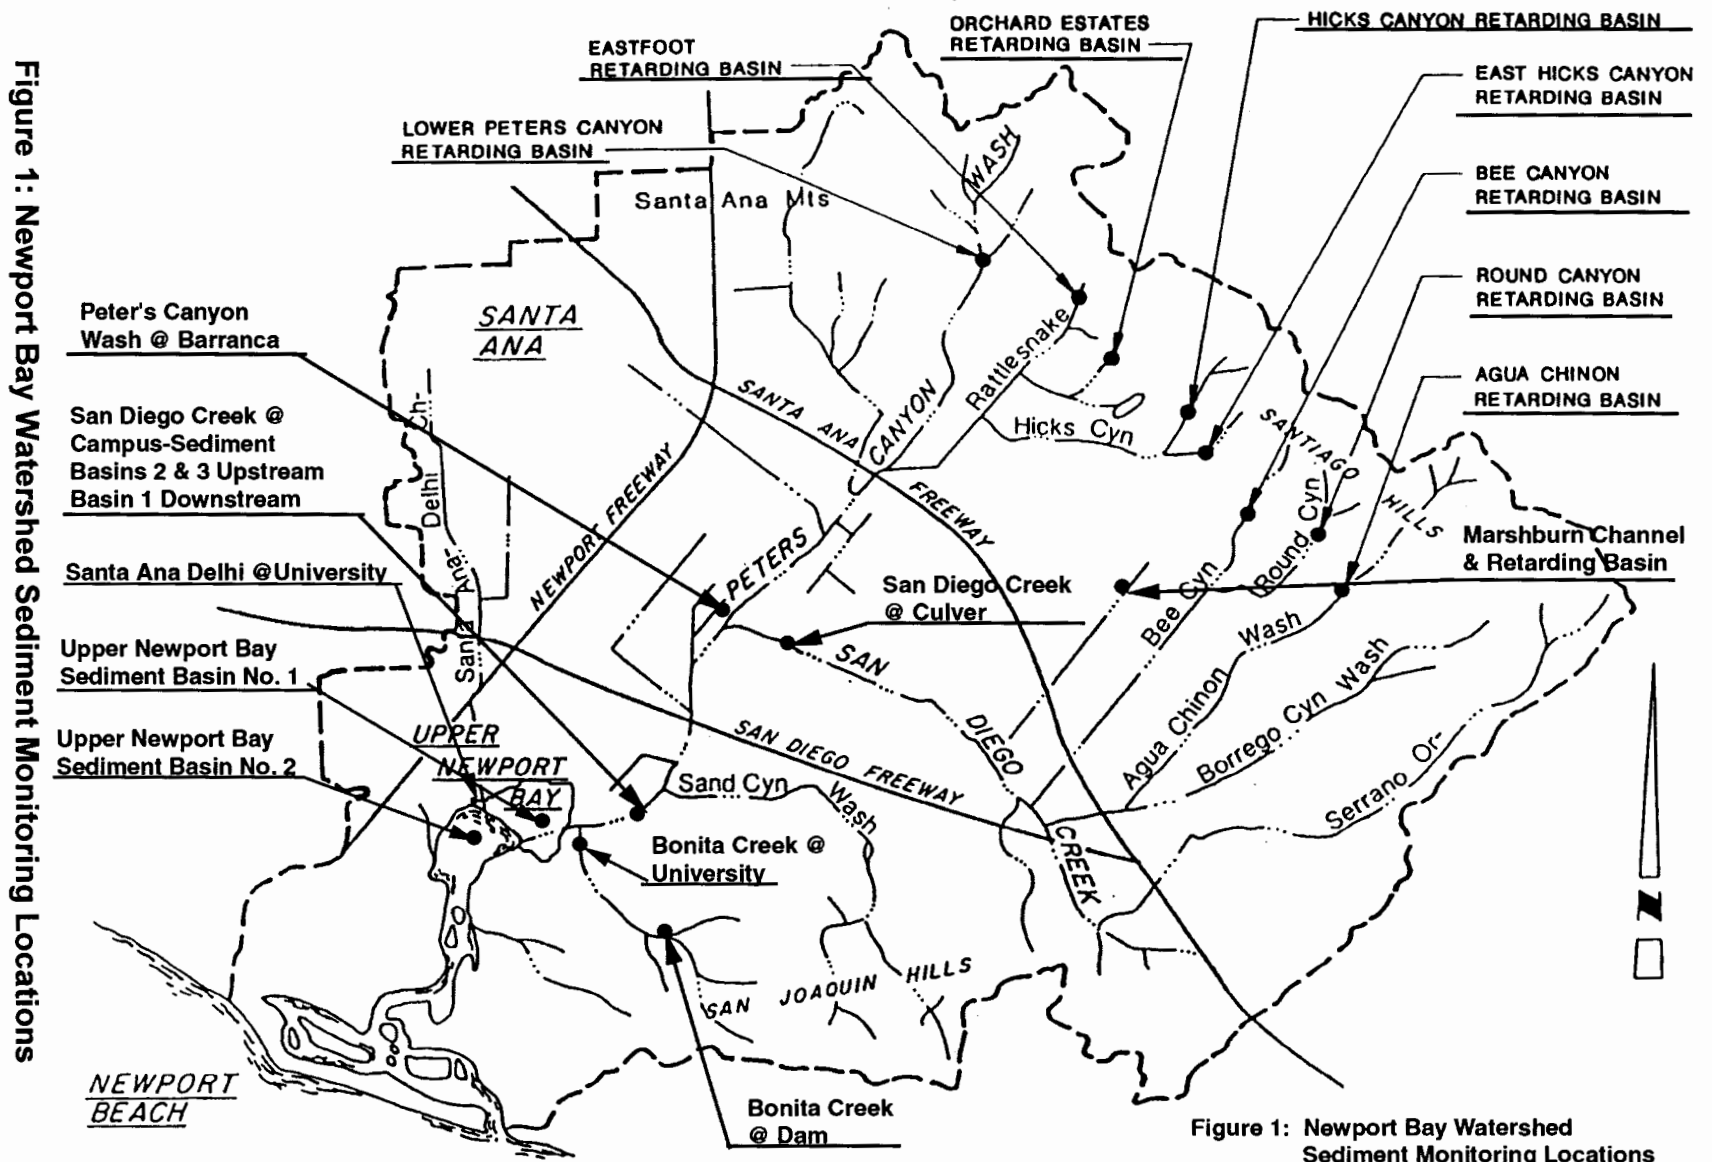 Figure 1: Newport Bay Watershed Sediment Monitoring Locations
EASTFOOT
RETARDING BASIN
ORCHARD ESTATES
RETARDING BASIN
HICKS CANYON RETARDING BASIN
EAST HICKS CANYON
RETARDING BASIN
LOWER PETERS CANYON
RETARDING BASIN
BEE CANYON
RETARDING BASIN
ROUND CANYON
RETARDING BASIN
AGUA CHINON
RETARDING BASIN
WASH
Santa Ana Mts
Peter's Canyon
Wash @ Barranca
SANTA
ANA
San Diego Creek @
Campus-Sediment
Basins 2 & 3 Upstream
Basin 1 Downstream
Santa Ana Delhi @University
Upper Newport Bay
Sediment Basin No. 1
Upper Newport Bay
Sediment Basin No. 2
Santa Ana-
Delhi
Ch-
NEWPORT FREEWAY
SANTA ANA
FREEWAY
PETERS
CANYON
Rattlesnake
Hicks Cyn
SANTIAGO
HILLS
Round Cyn
Marshburn Channel
& Retarding Basin
San Diego Creek
@ Culver
Bee Cyn
Agua Chinon
Wash
Borrego Cyn Wash
Serrano Or-
SAN
DIEGO
CREEK
SAN DIEGO FREEWAY
UPPER
NEWPORT
BAY
Sand Cyn
Wash
Bonita Creek @
University
SAN JOAQUIN HILLS
Bonita Creek
@ Dam
NEWPORT
BEACH
N
Figure 1: Newport Bay Watershed
Sediment Monitoring Locations